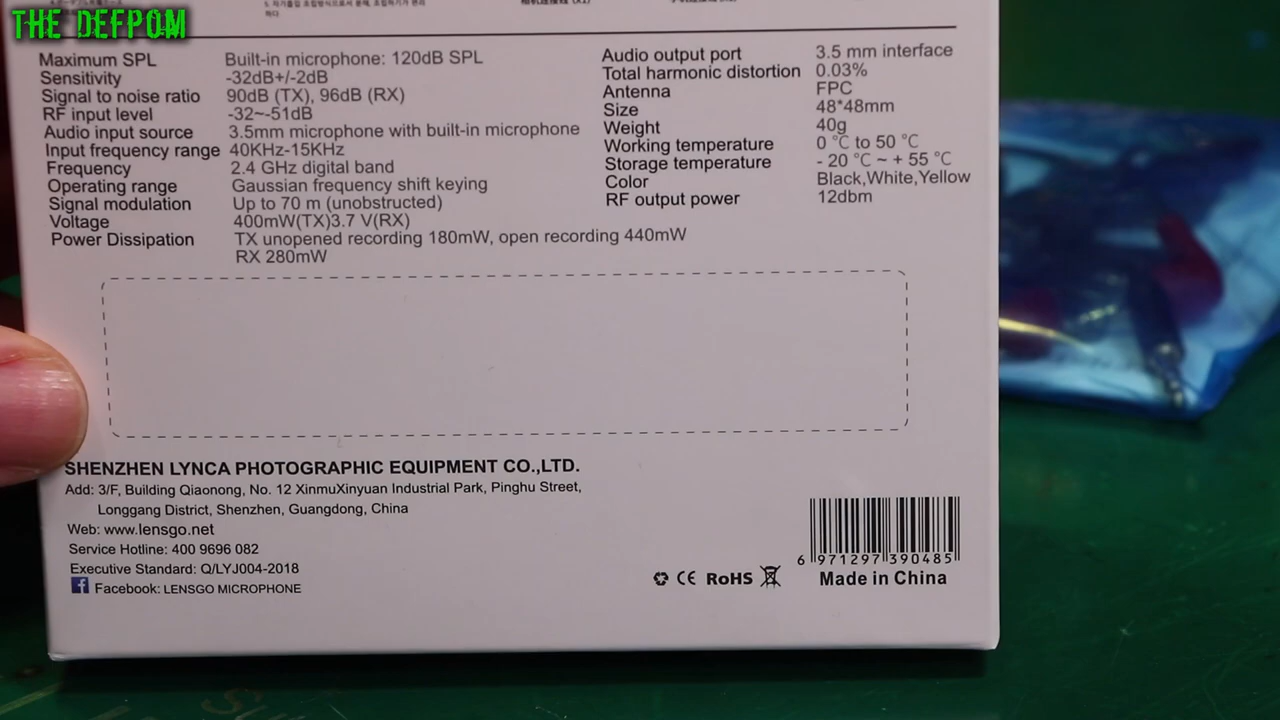 THE DEFPOM
Maximum SPL Built-in microphone: 120dB SPL
Sensitivity -32dB+/-2dB
Signal to noise ratio 90dB (TX), 96dB (RX)
RF input level -32~-51dB
Audio input source 3.5mm microphone with built-in microphone
Input frequency range 40KHz-15KHz
Frequency 2.4 GHz digital band
Operating range Gaussian frequency shift keying
Signal modulation Up to 70 m (unobstructed)
Voltage 400mW(TX)3.7 V(RX)
Power Dissipation TX unopened recording 180mW, open recording 440mW
RX 280mW
Audio output port 3.5 mm interface
Total harmonic distortion 0.03%
Antenna FPC
Size 48*48mm
Weight 40g
Working temperature 0 ℃ to 50 ℃
Storage temperature - 20 ℃ ~ + 55 ℃
Color Black,White,Yellow
RF output power 12dbm
SHENZHEN LYNCA PHOTOGRAPHIC EQUIPMENT CO.,LTD.
Add: 3/F, Building Qiaonong, No. 12 XinmuXinyuan Industrial Park, Pinghu Street,
Longgang District, Shenzhen, Guangdong, China
Web: www.lensgo.net
Service Hotline: 400 9696 082
Executive Standard: Q/LYJ004-2018
Facebook: LENSGO MICROPHONE
6 971297 390485
CE RoHS
Made in China